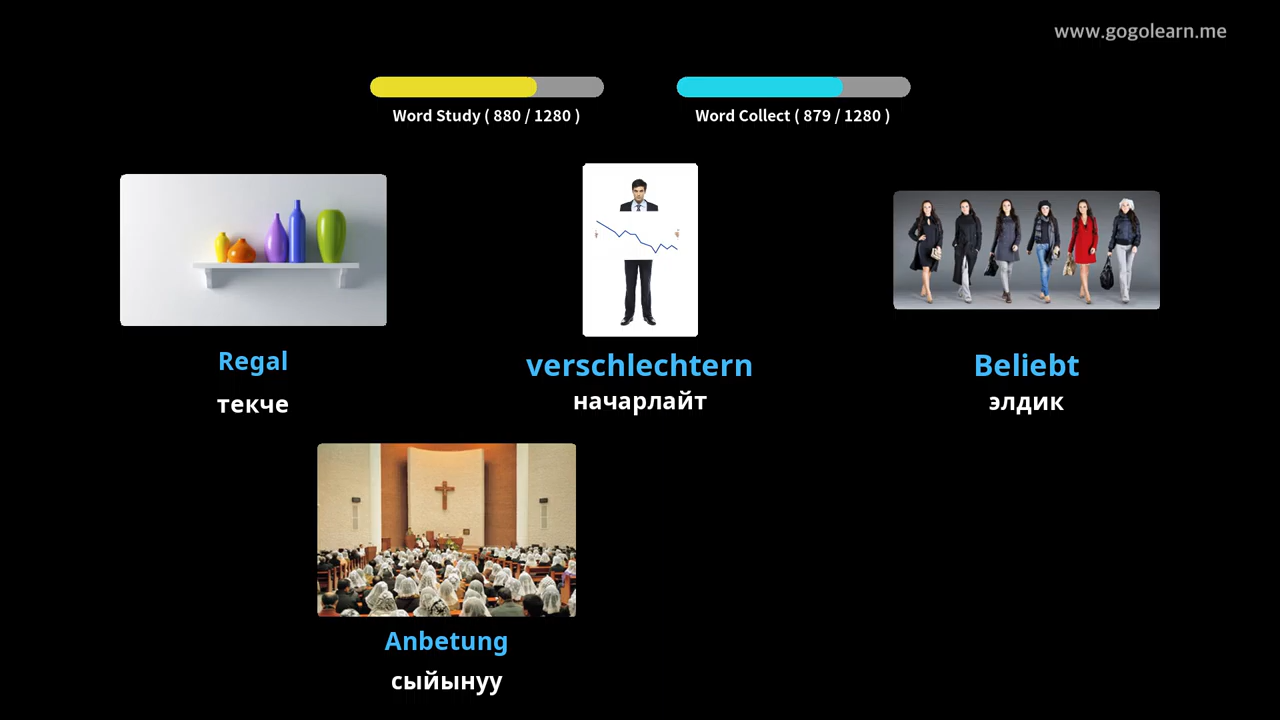 www.gogolearn.me
Word Study ( 880 / 1280 )
Word Collect ( 879 / 1280 )
Regal
текче
verschlechtern
начарлайт
Beliebt
элдик
Anbetung
сыйынуу